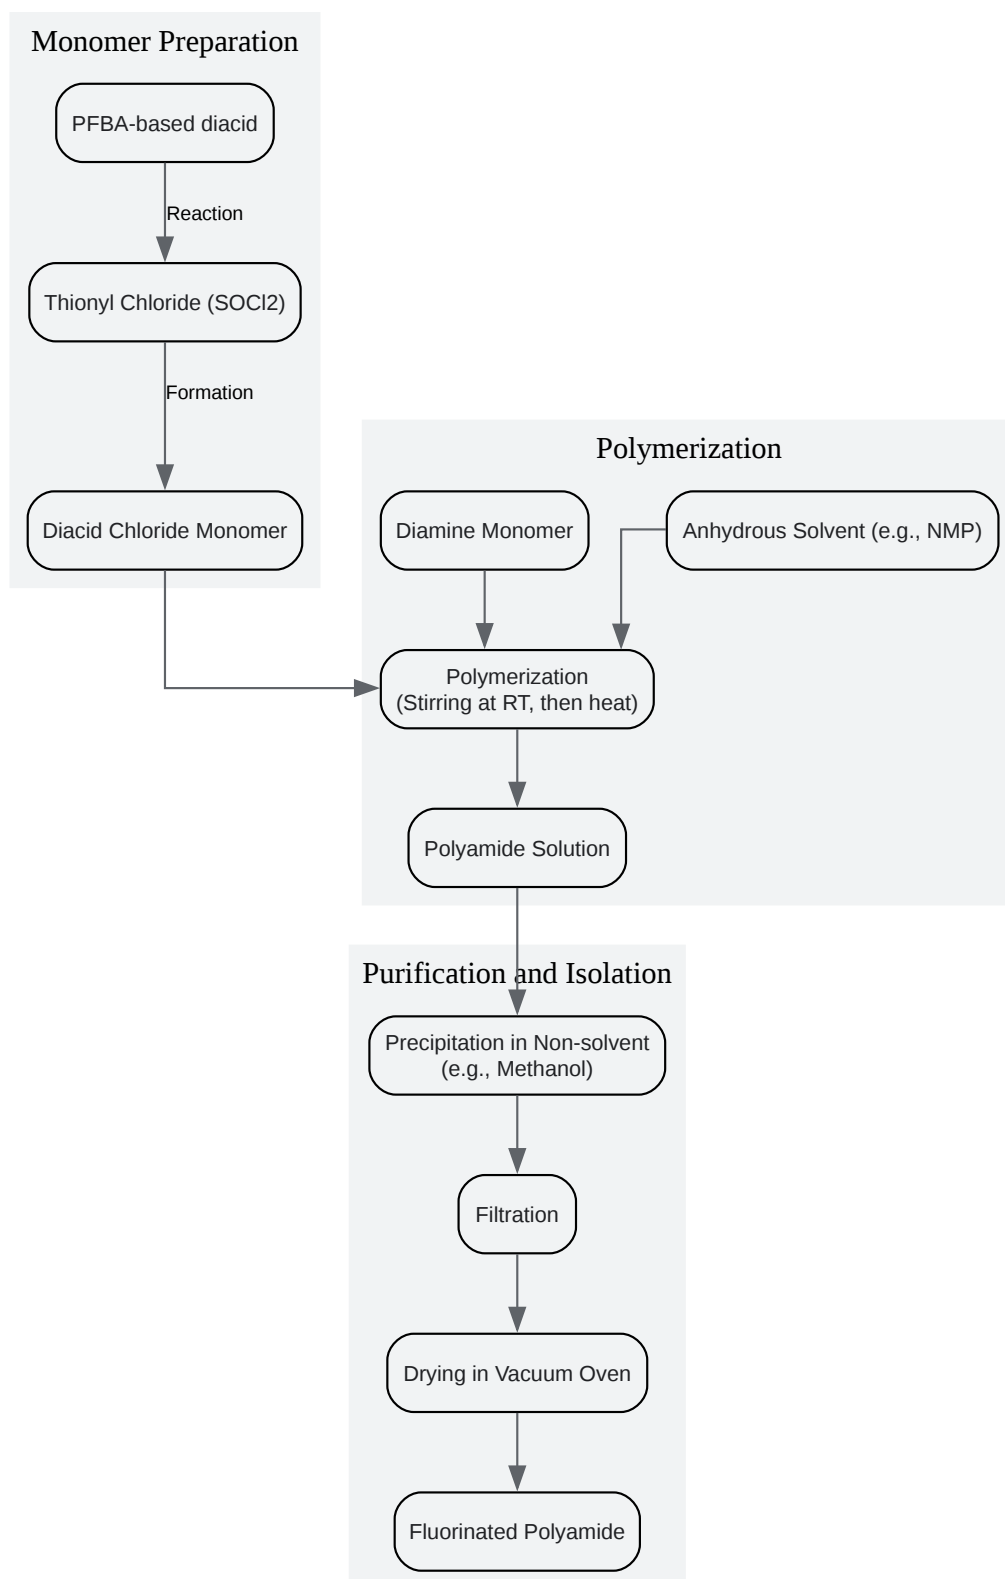 Monomer Preparation
PFBA-based diacid
Reaction
Thionyl Chloride (SOCl2)
Formation
Diacid Chloride Monomer
Polymerization
Diamine Monomer
Anhydrous Solvent (e.g., NMP)
Polymerization
(Stirring at RT, then heat)
Polyamide Solution
Purification and Isolation
Precipitation in Non-solvent
(e.g., Methanol)
Filtration
Drying in Vacuum Oven
Fluorinated Polyamide